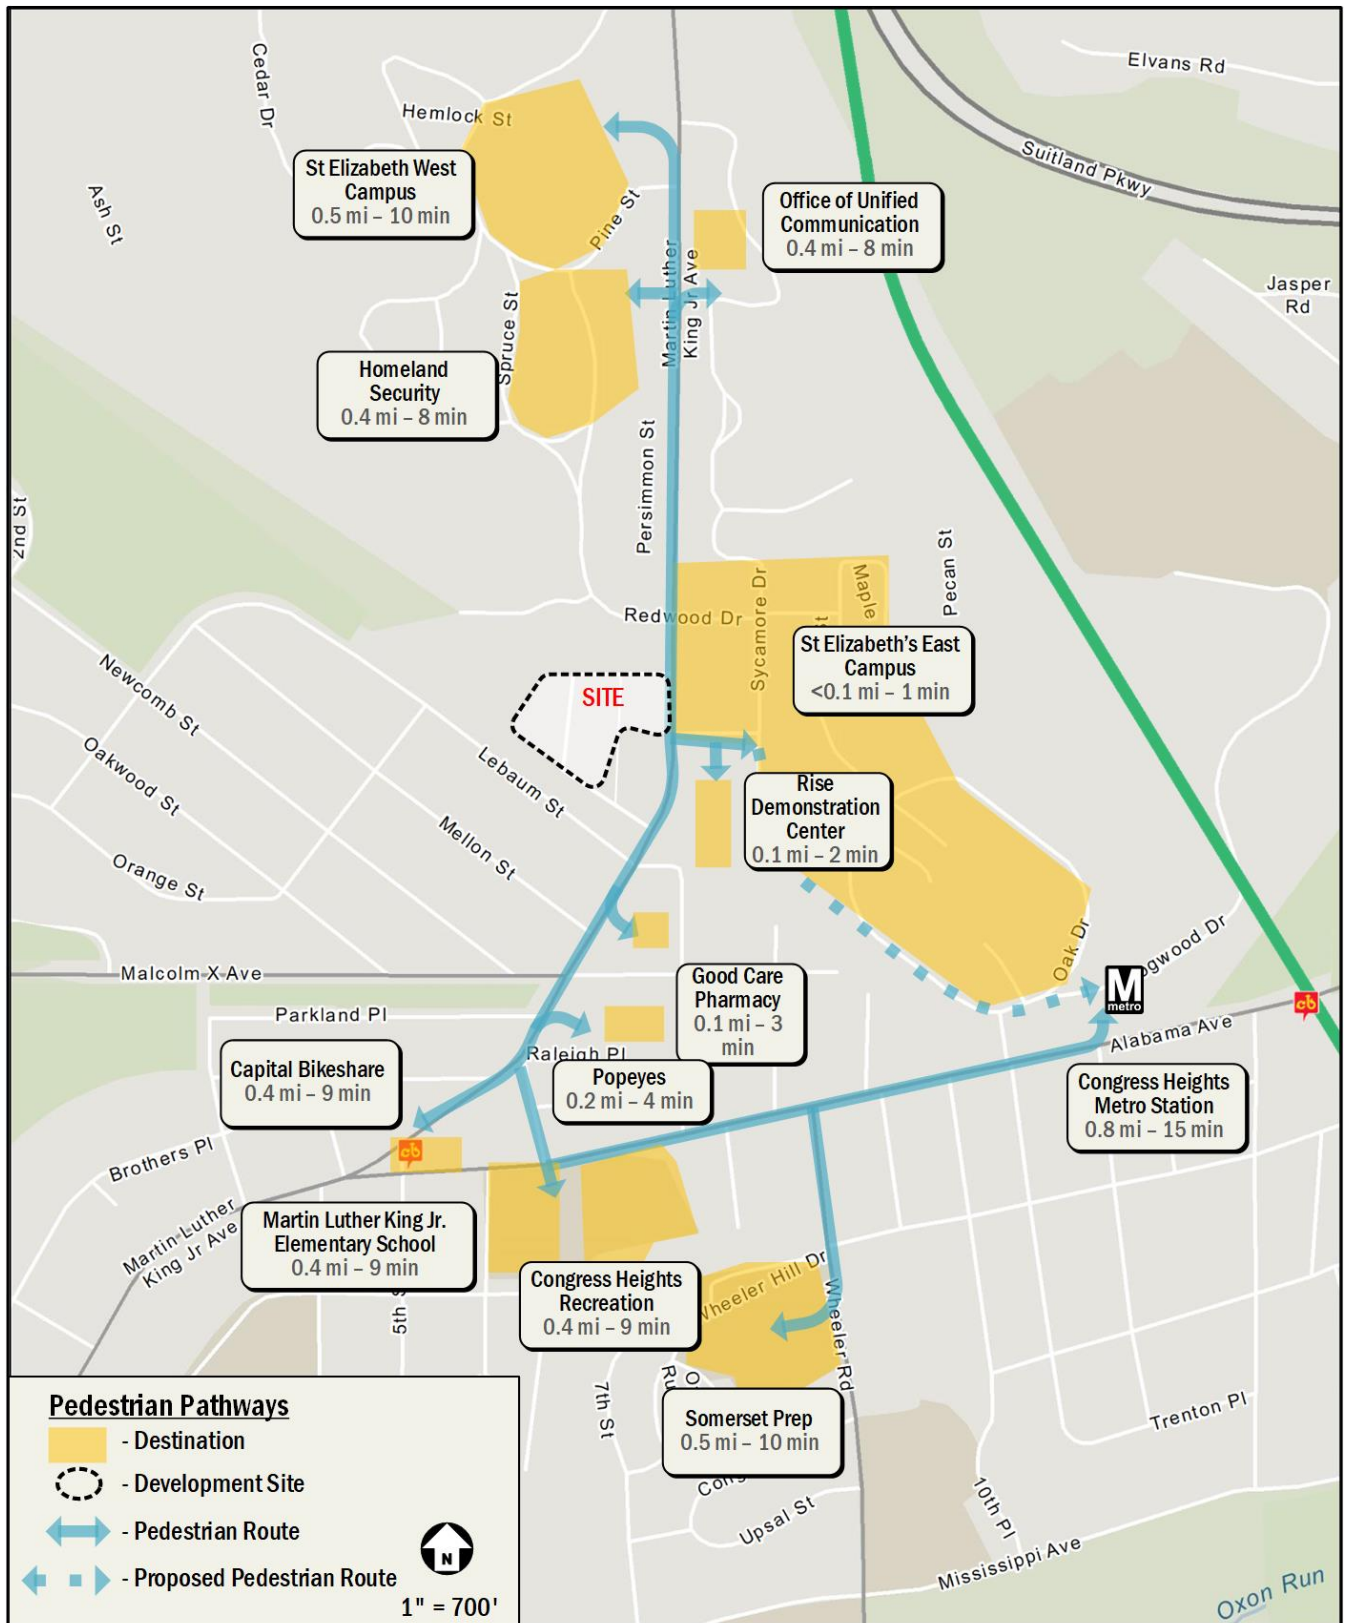 Cedar Dr
Hemlock St
Elvans Rd
Suitland Pkwy
Ash St
St Elizabeth West
Campus
0.5 mi – 10 min
Pine St
Office of Unified
Communication
0.4 mi – 8 min
Martin Luther
King Jr Ave
Jasper
Rd
Spruce St
Homeland
Security
0.4 mi – 8 min
Persimmon St
2nd St
Pecan St
Sycamore Dr
Maple
St
Redwood Dr
St Elizabeth's East
Campus
<0.1 mi – 1 min
SITE
Newcomb St
Oakwood St
Lebaum St
Rise
Demonstration
Center
0.1 mi – 2 min
Mellon St
Orange St
Oak Dr
ogwood Dr
Malcolm X Ave
Good Care
Pharmacy
0.1 mi – 3
min
M
metro
cb
Parkland Pl
Alabama Ave
Raleigh Pl
Capital Bikeshare
0.4 mi – 9 min
Popeyes
0.2 mi – 4 min
Congress Heights
Metro Station
0.8 mi – 15 min
cb
Brothers Pl
Martin Luther
King Jr Ave
Martin Luther King Jr.
Elementary School
0.4 mi – 9 min
Congress Heights
Recreation
0.4 mi – 9 min
Wheeler Hill Dr
Wheeler Rd
5th S
7th St
Ru
O
Somerset Prep
0.5 mi – 10 min
Cong
Upsal St
10th Pl
Trenton Pl
Mississippi Ave
Oxon Run
Pedestrian Pathways
- Destination
- Development Site
- Pedestrian Route
- Proposed Pedestrian Route
N
1" = 700'